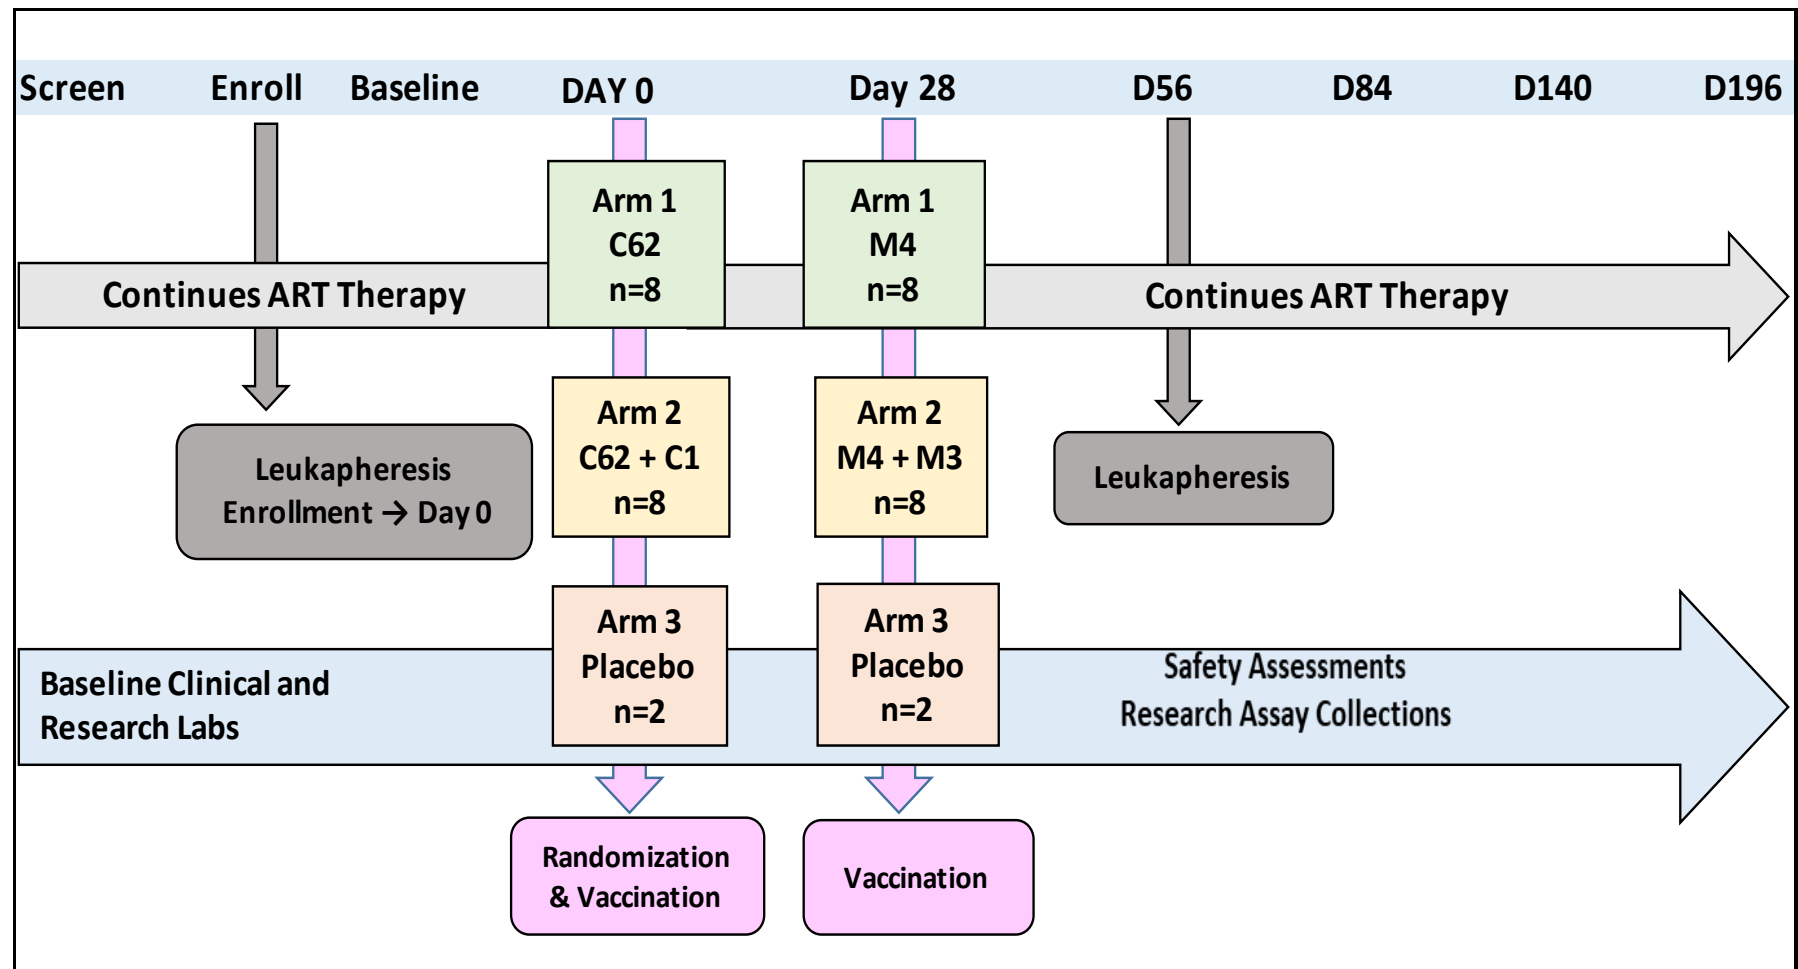 Screen Enroll Baseline DAY 0 Day 28 D56 D84 D140 D196
Arm 1
C62
n=8
Arm 1
M4
n=8
Continues ART Therapy
Continues ART Therapy
Arm 2
C62 + C1
n=8
Arm 2
M4 + M3
n=8
Leukapheresis
Enrollment → Day 0
Leukapheresis
Arm 3
Placebo
n=2
Arm 3
Placebo
n=2
Baseline Clinical and
Research Labs
Safety Assessments
Research Assay Collections
Randomization
& Vaccination
Vaccination